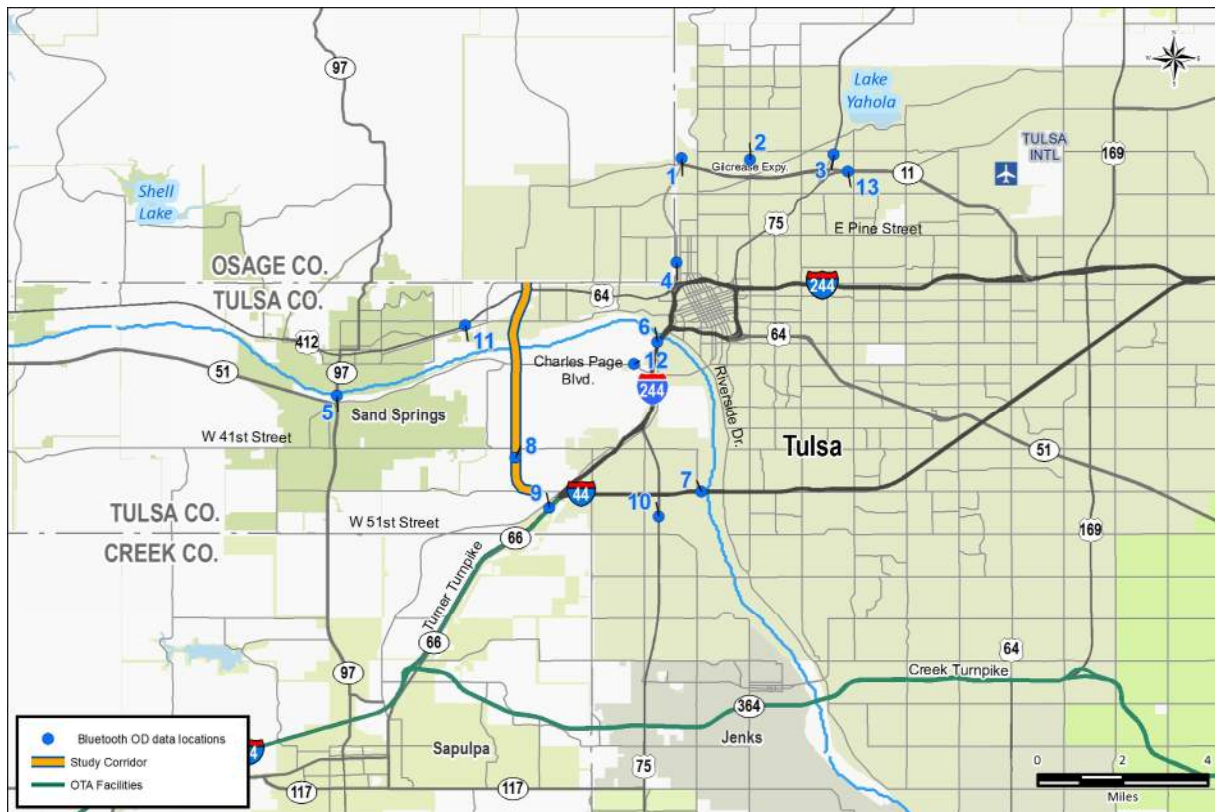 97
Lake
Yahola
2
TULSA
INTL
169
Gilcrease Expy.
1
3
13
11
Shell
Lake
75
E Pine Street
OSAGE CO.
TULSA CO.
4
64
244
412
11
6
64
51
97
Charles Page
Blvd.
12
244
Riverside Dr.
5
Sand Springs
W 41st Street
8
Tulsa
51
9
44
10
7
TULSA CO.
CREEK CO.
W 51st Street
66
169
Turner Turnpike
66
97
64
Creek Turnpike
364
Jenks
Sapulpa
75
117
117
Bluetooth OD data locations
Study Corridor
OTA Facilities
0 2 4
Miles